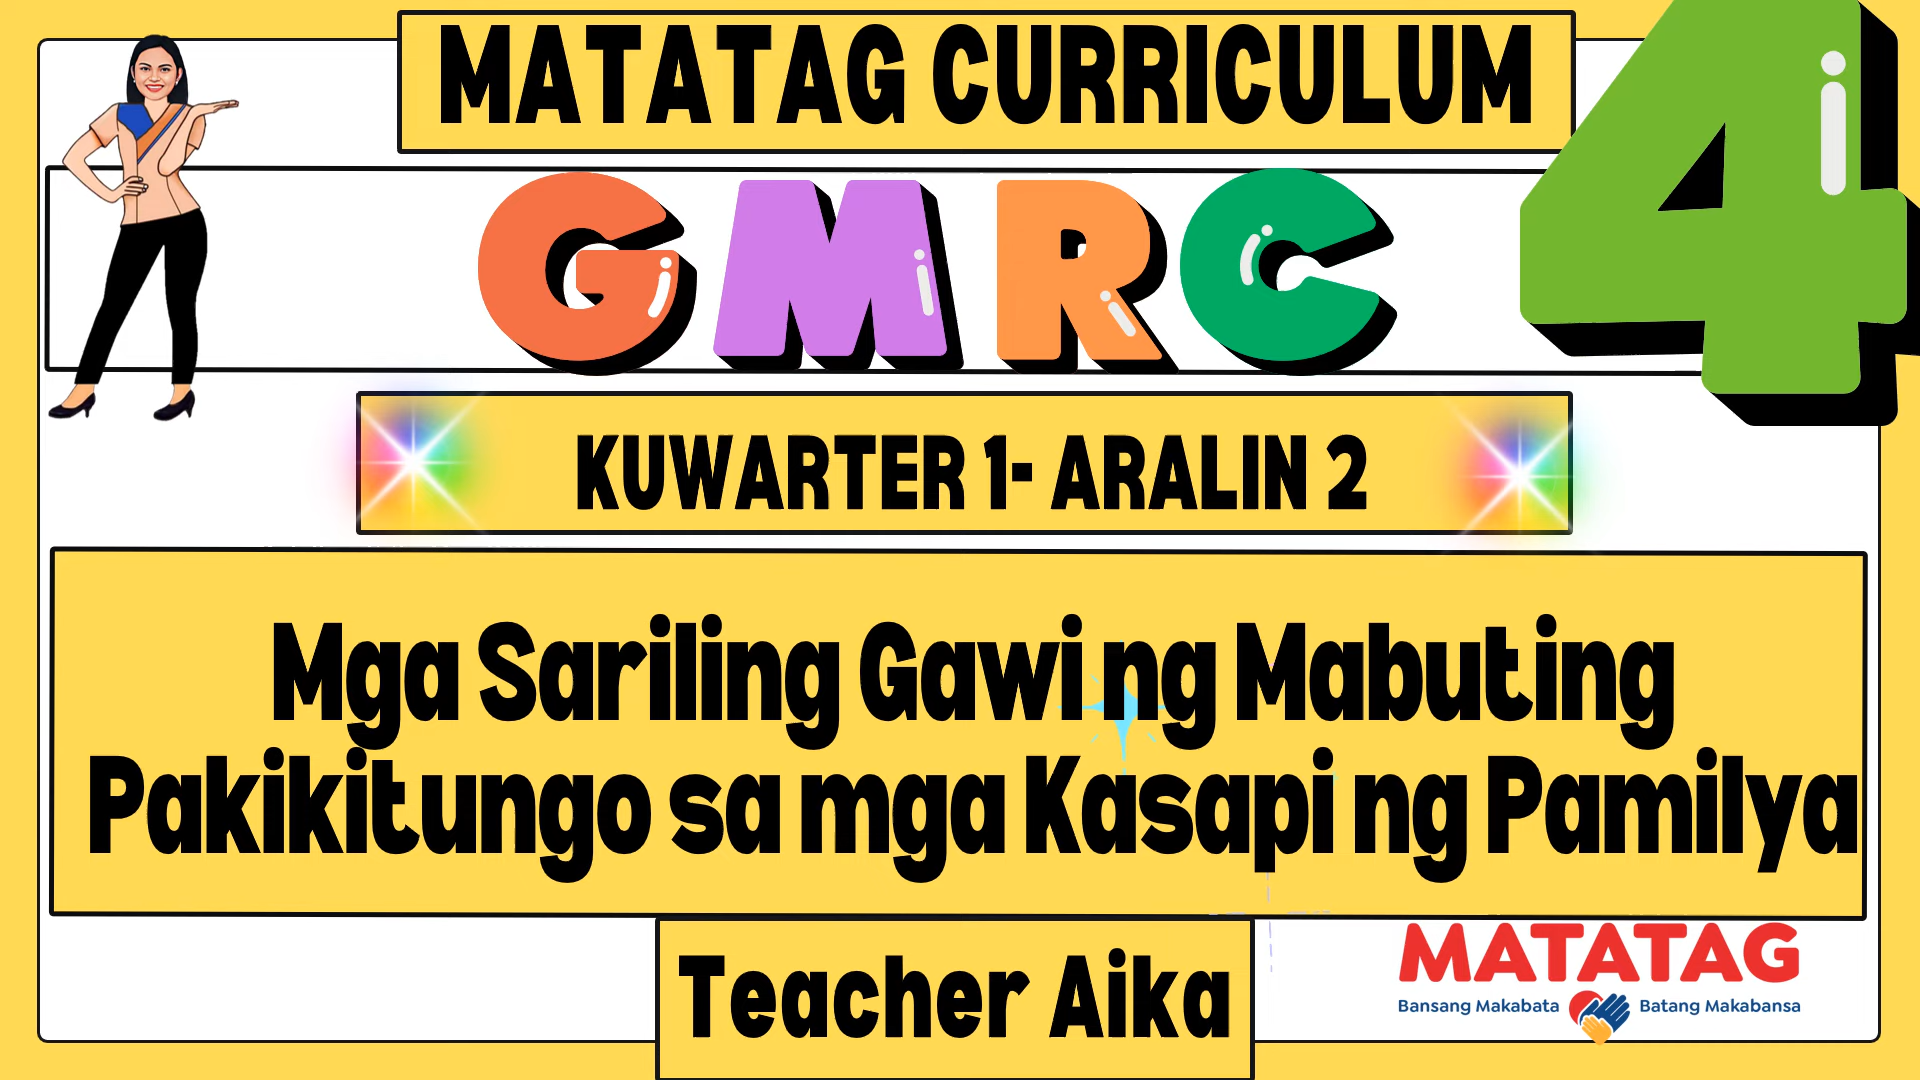 MATATAG CURRICULUM
GMRC 4
KUWARTER 1- ARALIN 2
Mga Sariling Gawi ng Mabuting
Pakikitungo sa mga Kasapi ng Pamilya
Teacher Aika
MATATAG
Bansang Makabata Batang Makabansa